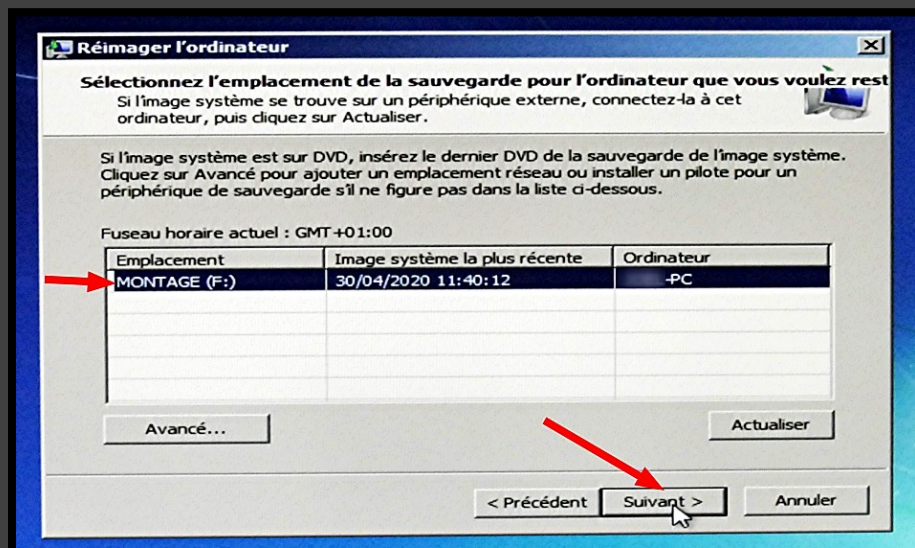 Réimager l'ordinateur
Sélectionnez l'emplacement de la sauvegarde pour l'ordinateur que vous voulez rest
Si l'image système se trouve sur un périphérique externe, connectez-la à cet
ordinateur, puis cliquez sur Actualiser.
Si l'image système est sur DVD, insérez le dernier DVD de la sauvegarde de l'image système.
Cliquez sur Avancé pour ajouter un emplacement réseau ou installer un pilote pour un
périphérique de sauvegarde s'il ne figure pas dans la liste ci-dessous.
Fuseau horaire actuel : GMT+01:00
Emplacement Image système la plus récente Ordinateur
MONTAGE (F:) 30/04/2020 11:40:12 -PC
Avancé... Actualiser
< Précédent Suivant > Annuler